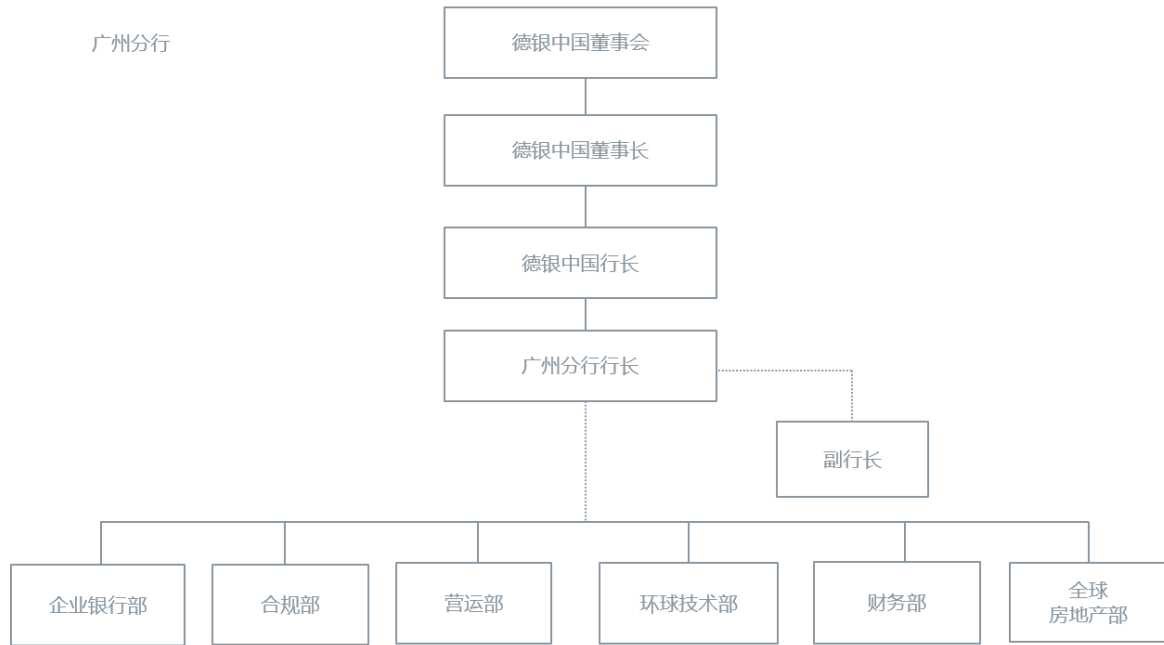 广州分行
德银中国董事会
德银中国董事长
德银中国行长
广州分行行长
副行长
企业银行部
合规部
营运部
环球技术部
财务部
全球
房地产部